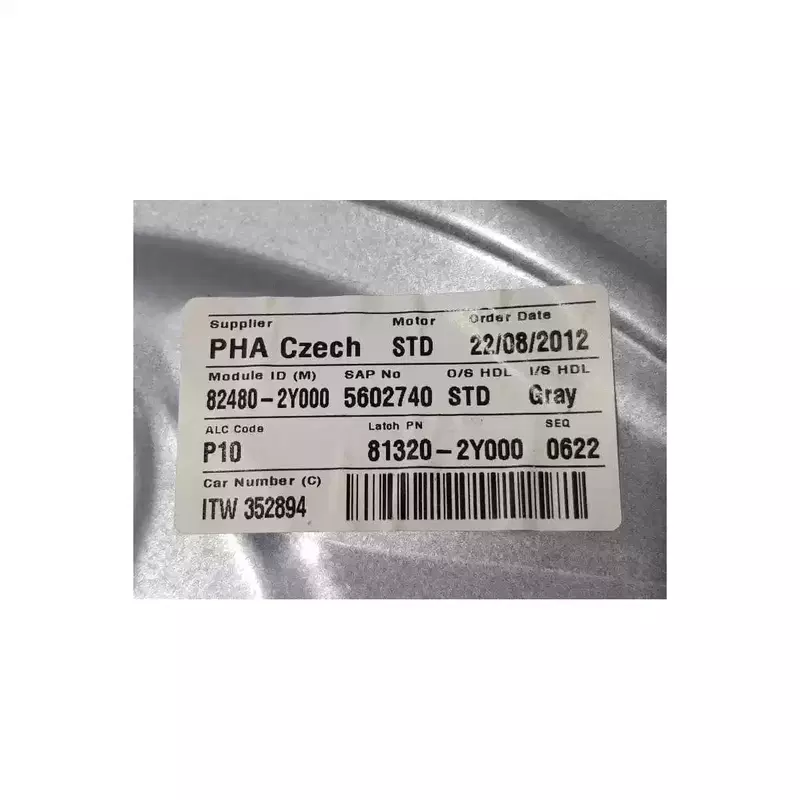 Supplier Motor Order Date
PHA Czech STD 22/08/2012
Module ID (M) SAP No O/S HDL I/S HDL
82480-2Y000 5602740 STD Gray
ALC Code Latch PN SEQ
P10 81320-2Y000 0622
Car Number (C)
ITW 352894